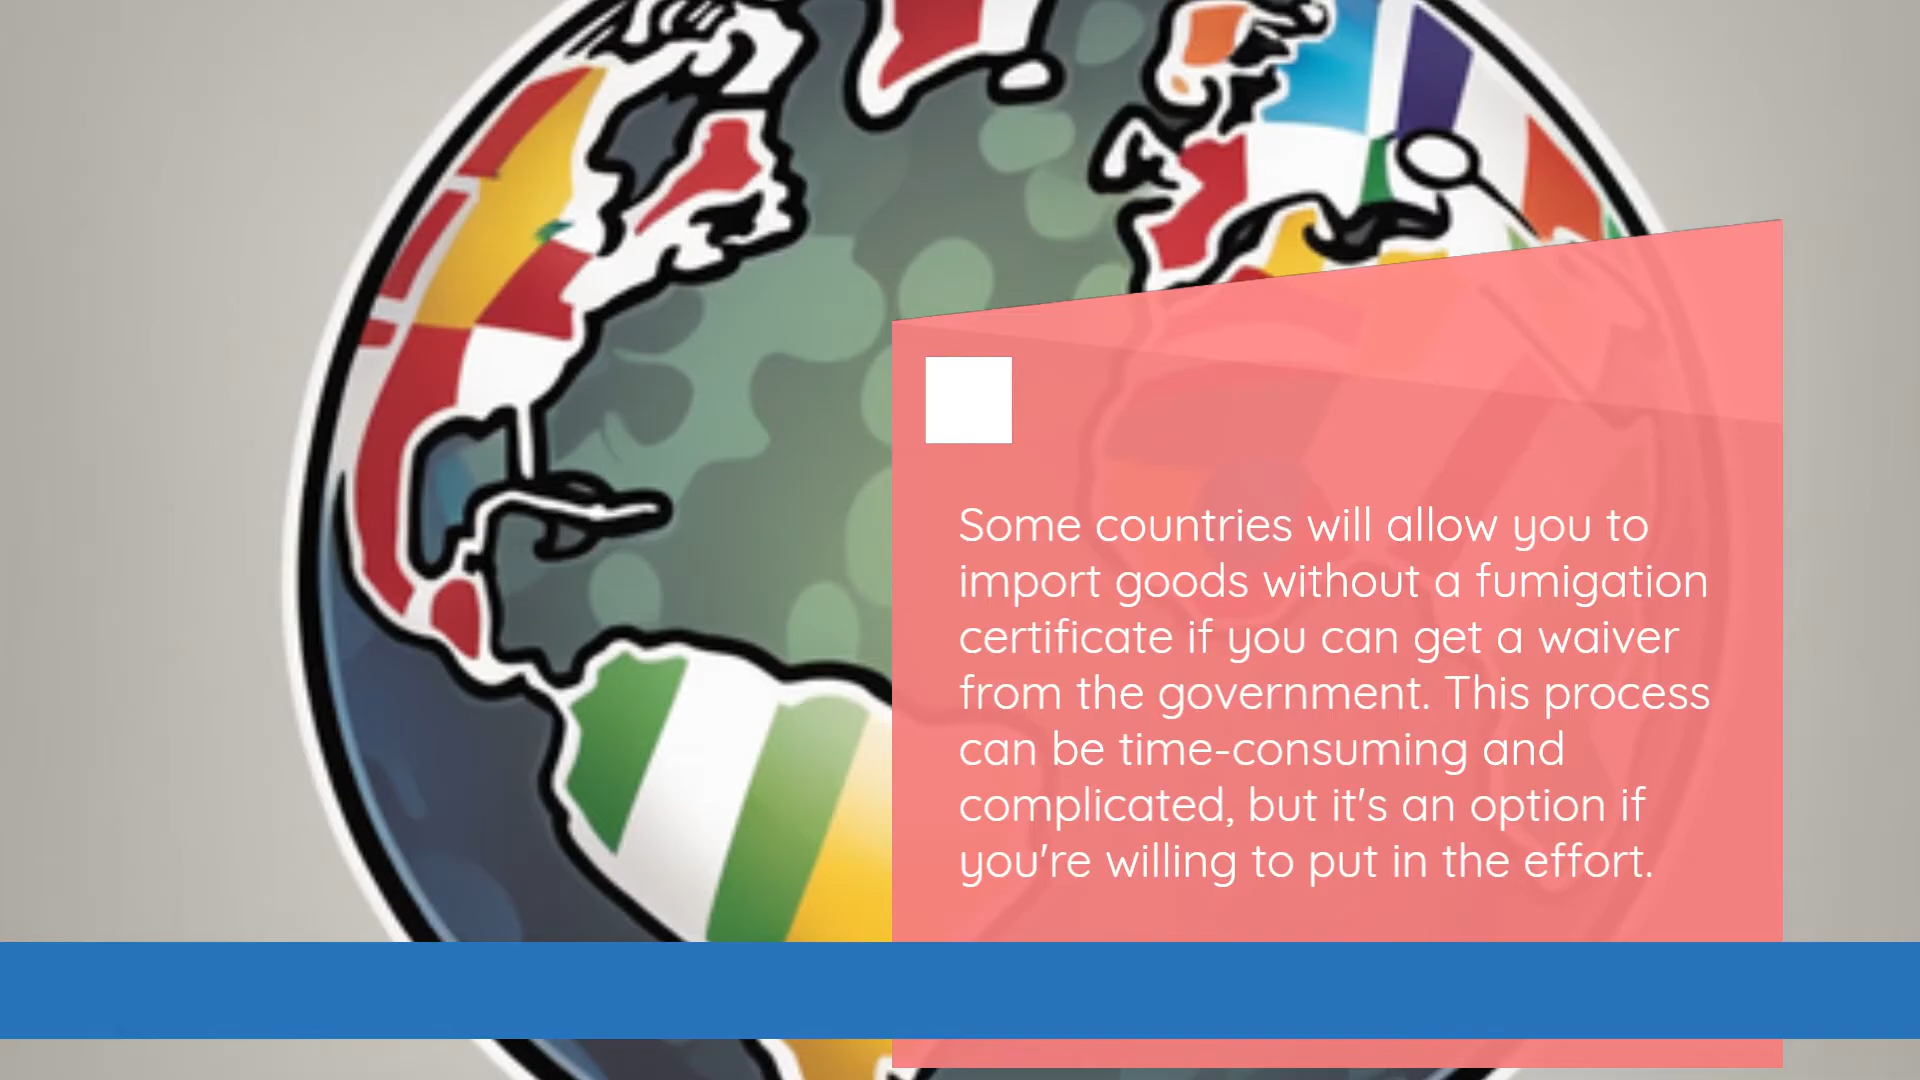 Some countries will allow you to
import goods without a fumigation
certificate if you can get a waiver
from the government. This process
can be time-consuming and
complicated, but it's an option if
you're willing to put in the effort.